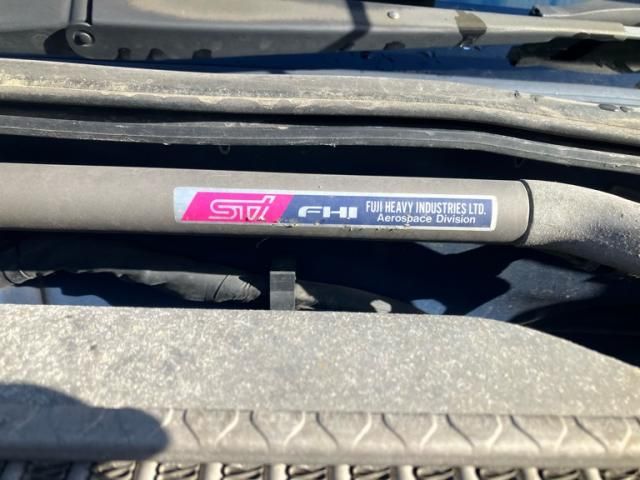 STi FHI FUJI HEAVY INDUSTRIES LTD.
Aerospace Division